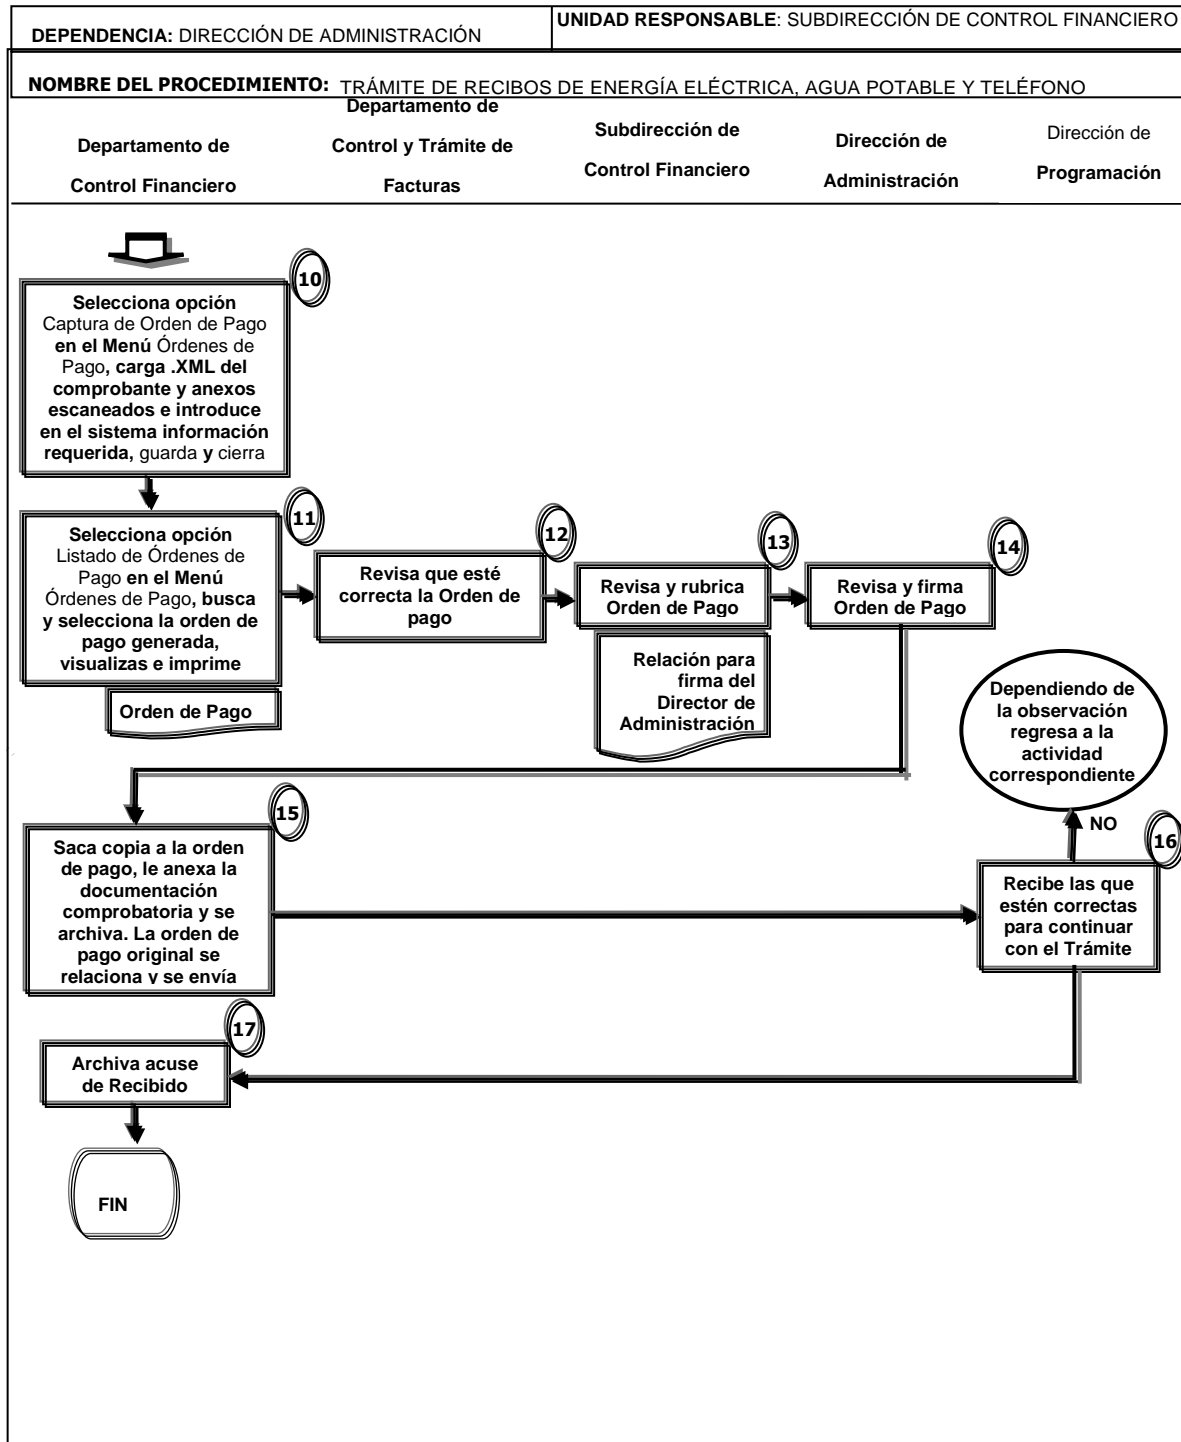 DEPENDENCIA: DIRECCIÓN DE ADMINISTRACIÓN
UNIDAD RESPONSABLE: SUBDIRECCIÓN DE CONTROL FINANCIERO
NOMBRE DEL PROCEDIMIENTO: TRÁMITE DE RECIBOS DE ENERGÍA ELÉCTRICA, AGUA POTABLE Y TELÉFONO
Departamento de
Control Financiero
Departamento de
Control y Trámite de
Facturas
Subdirección de
Control Financiero
Dirección de
Administración
Dirección de
Programación
10
Selecciona opción
Captura de Orden de Pago
en el Menú Órdenes de
Pago, carga .XML del
comprobante y anexos
escaneados e introduce
en el sistema información
requerida, guarda y cierra
11
Selecciona opción
Listado de Órdenes de
Pago en el Menú
Órdenes de Pago, busca
y selecciona la orden de
pago generada,
visualizas e imprime
Orden de Pago
12
Revisa que esté
correcta la Orden de
pago
13
Revisa y rubrica
Orden de Pago
Relación para
firma del
Director de
Administración
14
Revisa y firma
Orden de Pago
Dependiendo de
la observación
regresa a la
actividad
correspondiente
NO
15
Saca copia a la orden
de pago, le anexa la
documentación
comprobatoria y se
archiva. La orden de
pago original se
relaciona y se envía
16
Recibe las que
estén correctas
para continuar
con el Trámite
17
Archiva acuse
de Recibido
FIN